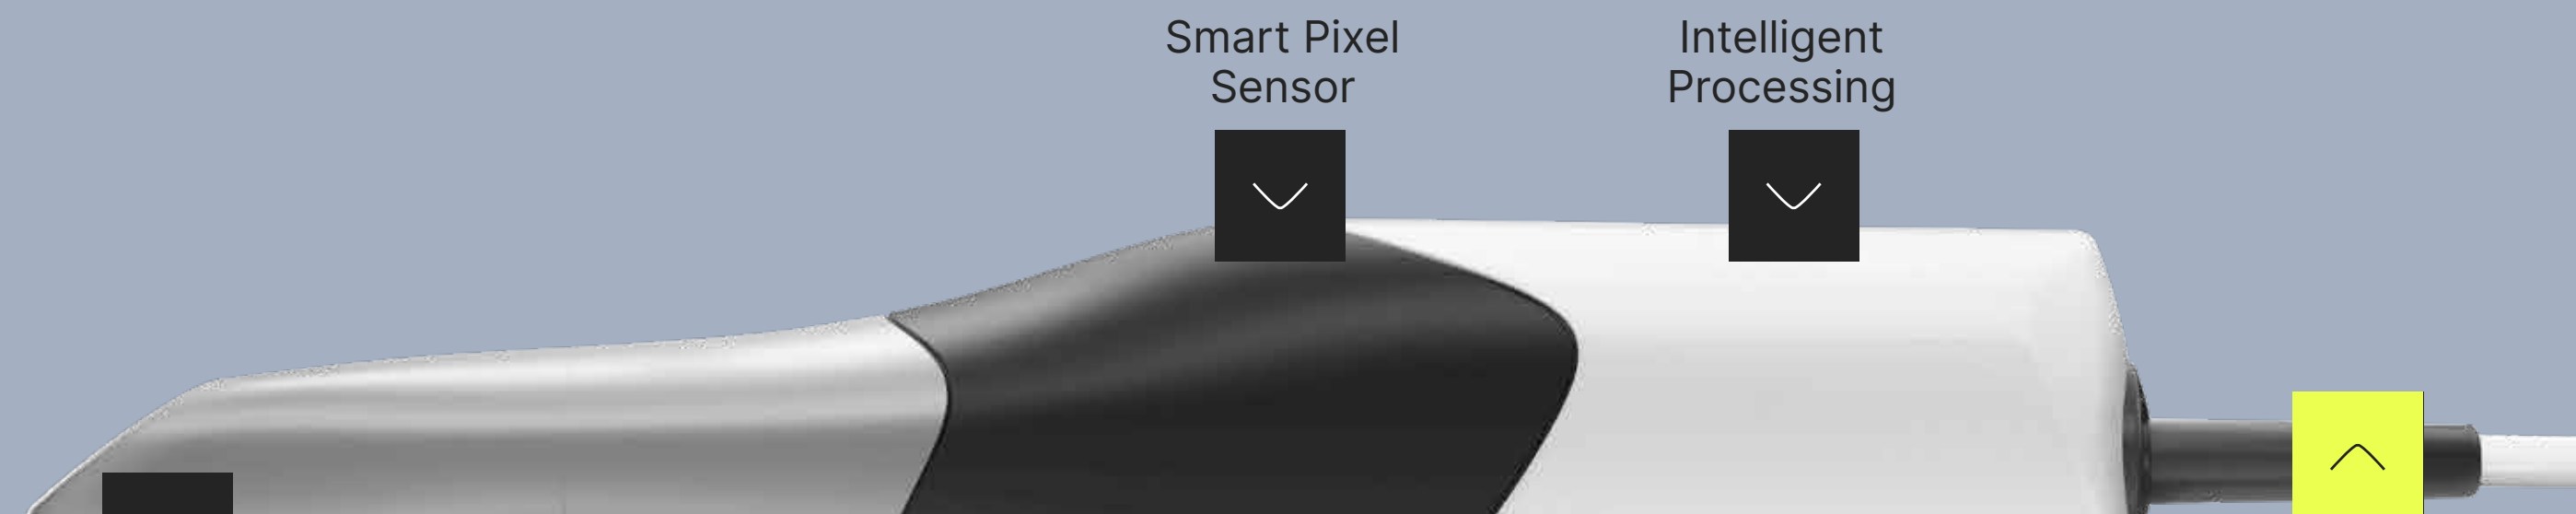 Smart Pixel
Sensor
Intelligent
Processing